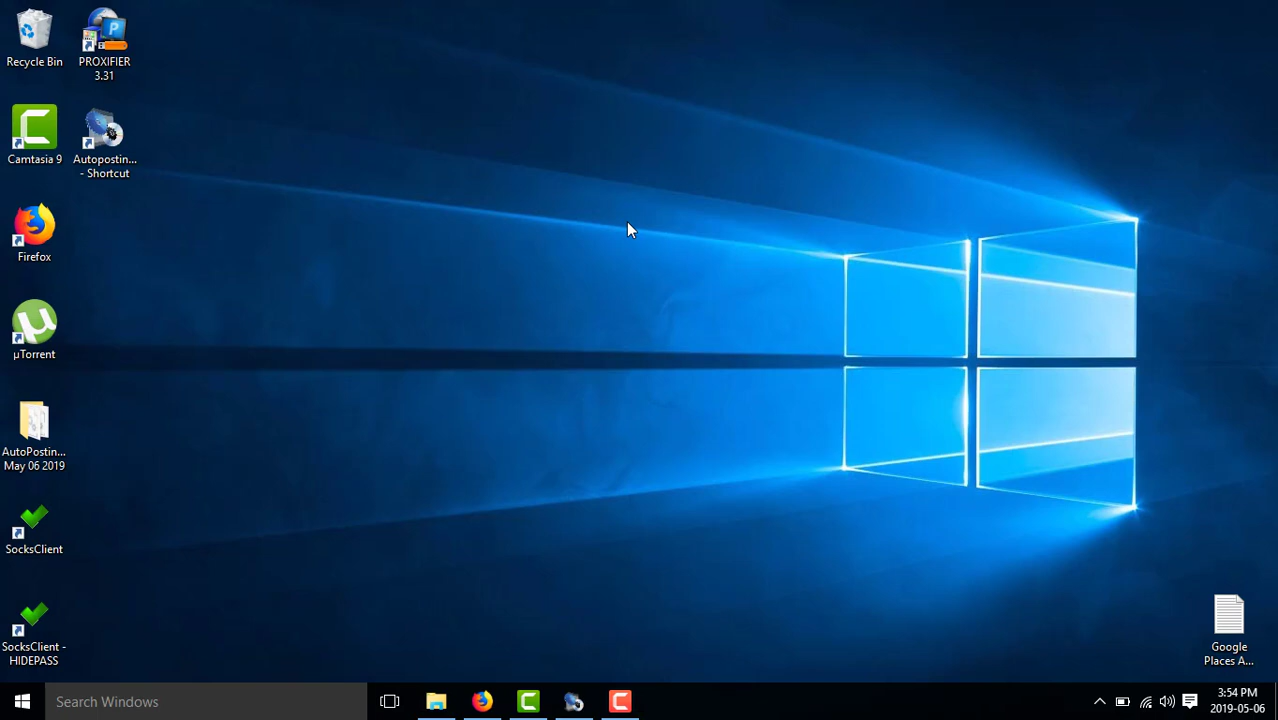 Recycle Bin
PROXIFIER
3.31
Camtasia 9
Autopostin...
- Shortcut
Firefox
µTorrent
AutoPostin...
May 06 2019
SocksClient
SocksClient -
HIDEPASS
Google
Places A...
Search Windows
3:54 PM
2019-05-06